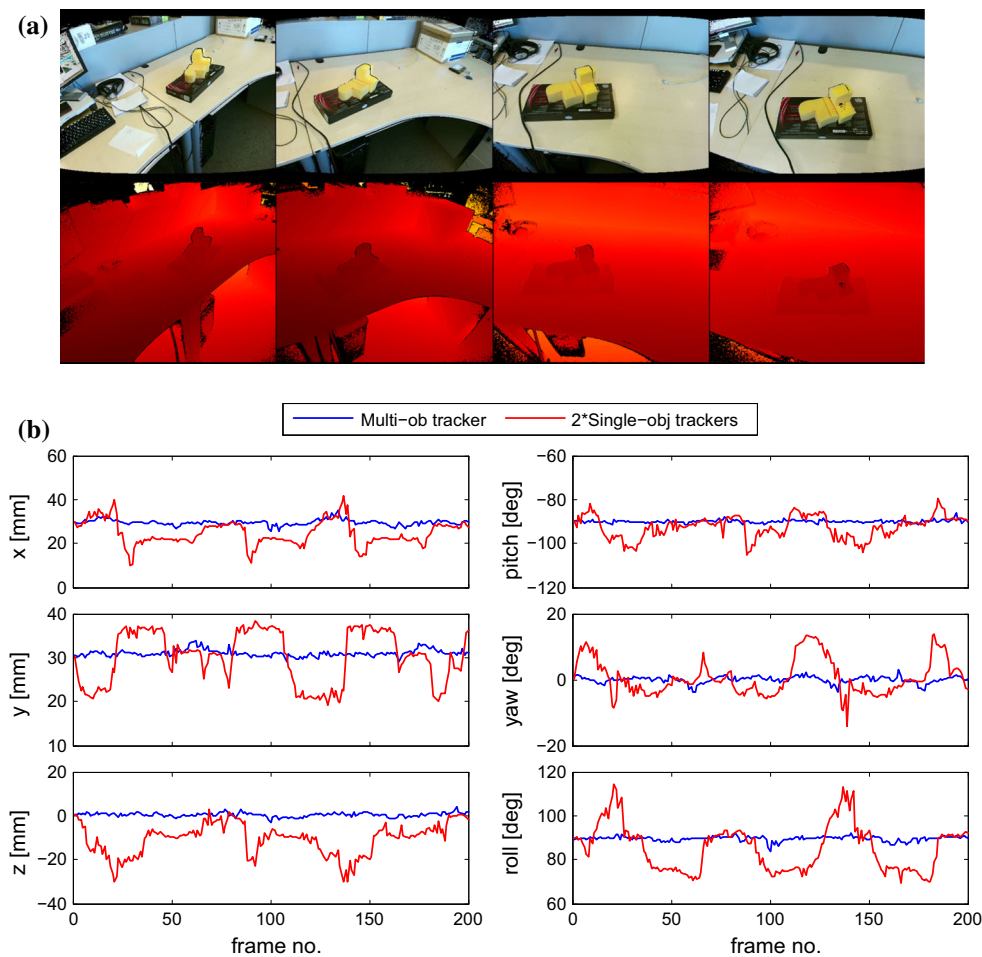 (a)
(b)
Multi−ob tracker
2*Single−obj trackers
60
40
20
0
x [mm]
−60
−80
−100
−120
pitch [deg]
40
30
20
10
y [mm]
20
0
−20
yaw [deg]
20
0
−20
−40
z [mm]
0
50
100
150
200
frame no.
120
100
80
60
roll [deg]
0
50
100
150
200
frame no.